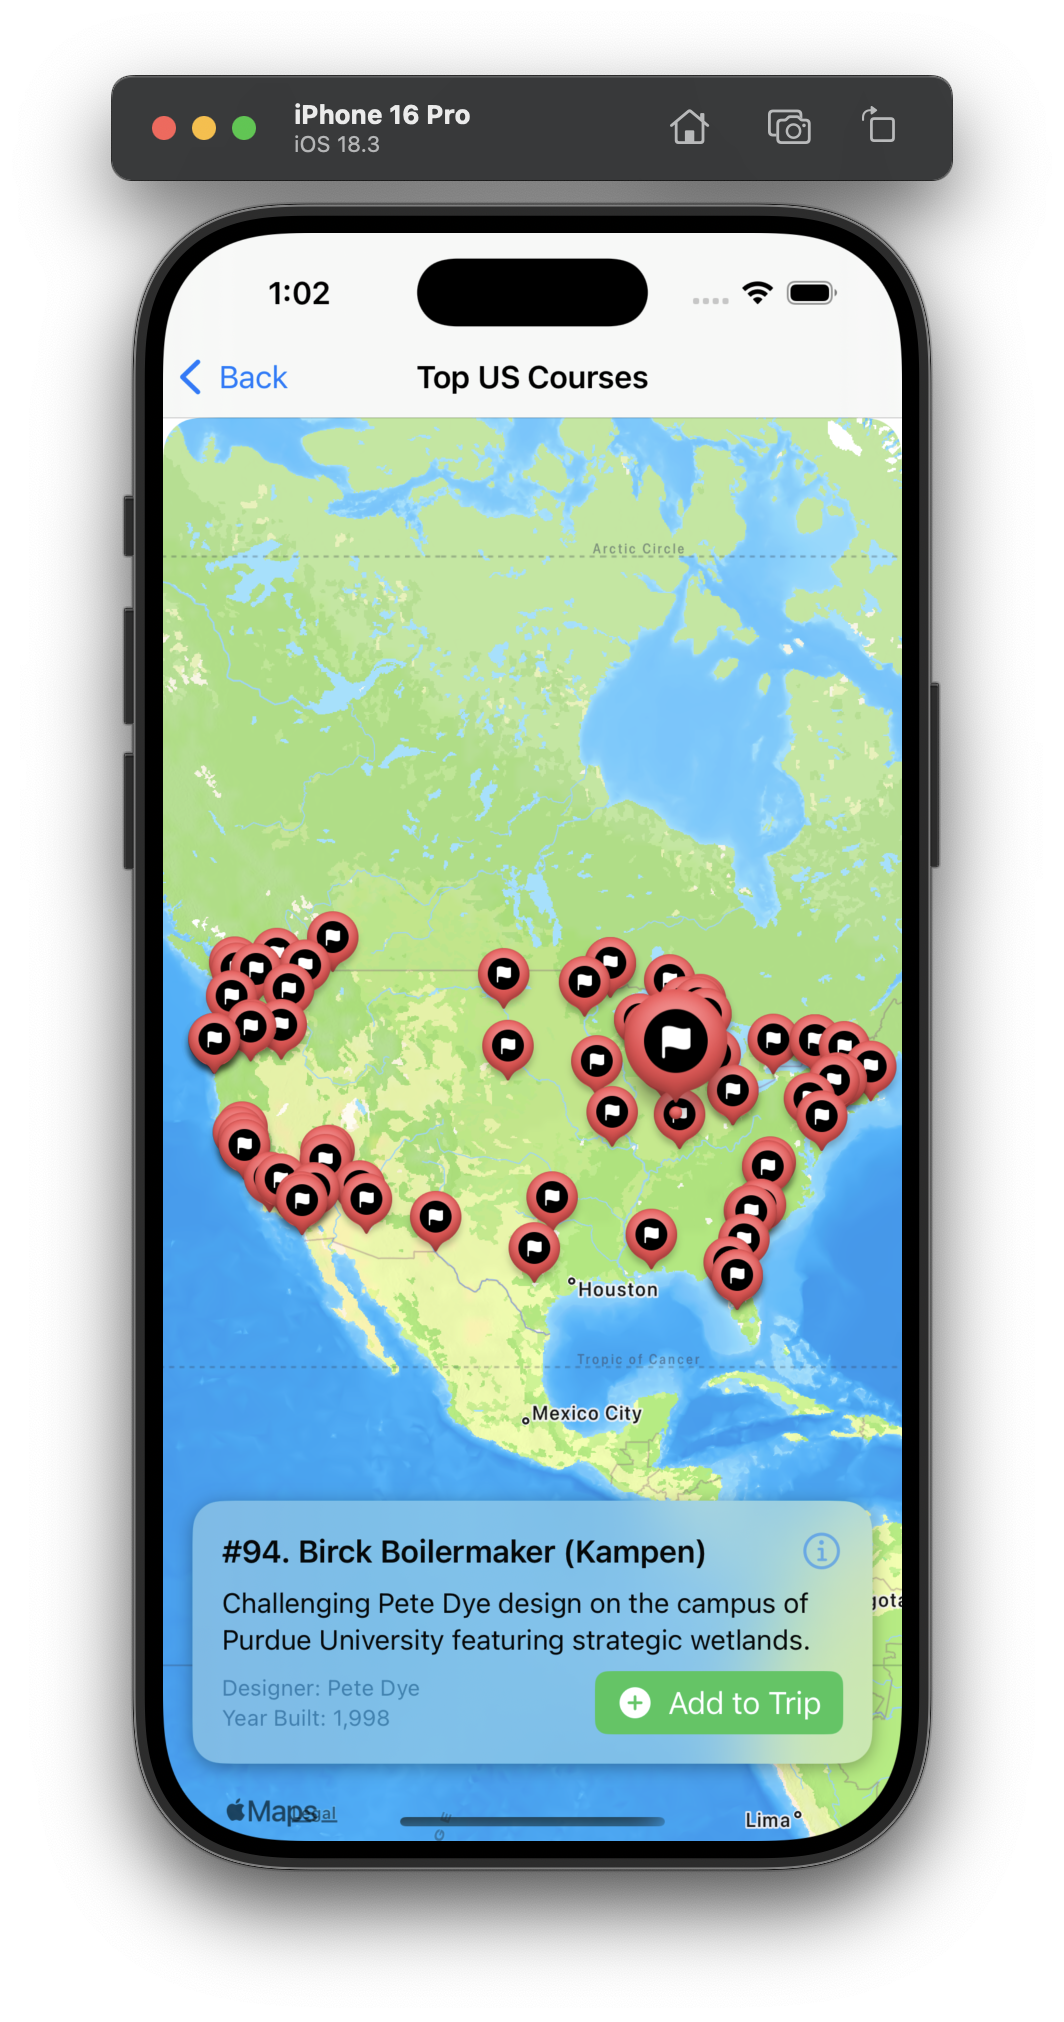 iPhone 16 Pro
iOS 18.3
1:02
Back
Top US Courses
Arctic Circle
Houston
Tropic of Cancer
Mexico City
#94. Birck Boilermaker (Kampen)
Challenging Pete Dye design on the campus of
Purdue University featuring strategic wetlands.
gota
Designer: Pete Dye
Year Built: 1,998
Add to Trip
Maps
Legal
Lima